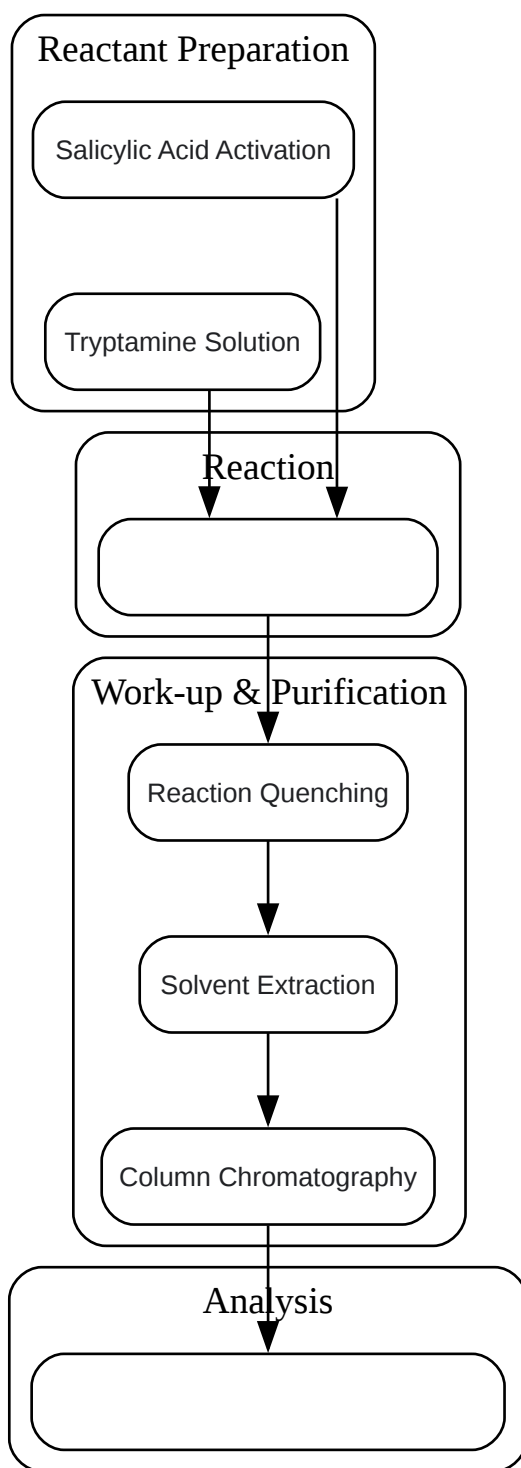 Reactant Preparation
Salicylic Acid Activation
Tryptamine Solution
Reaction
Work-up & Purification
Reaction Quenching
Solvent Extraction
Column Chromatography
Analysis